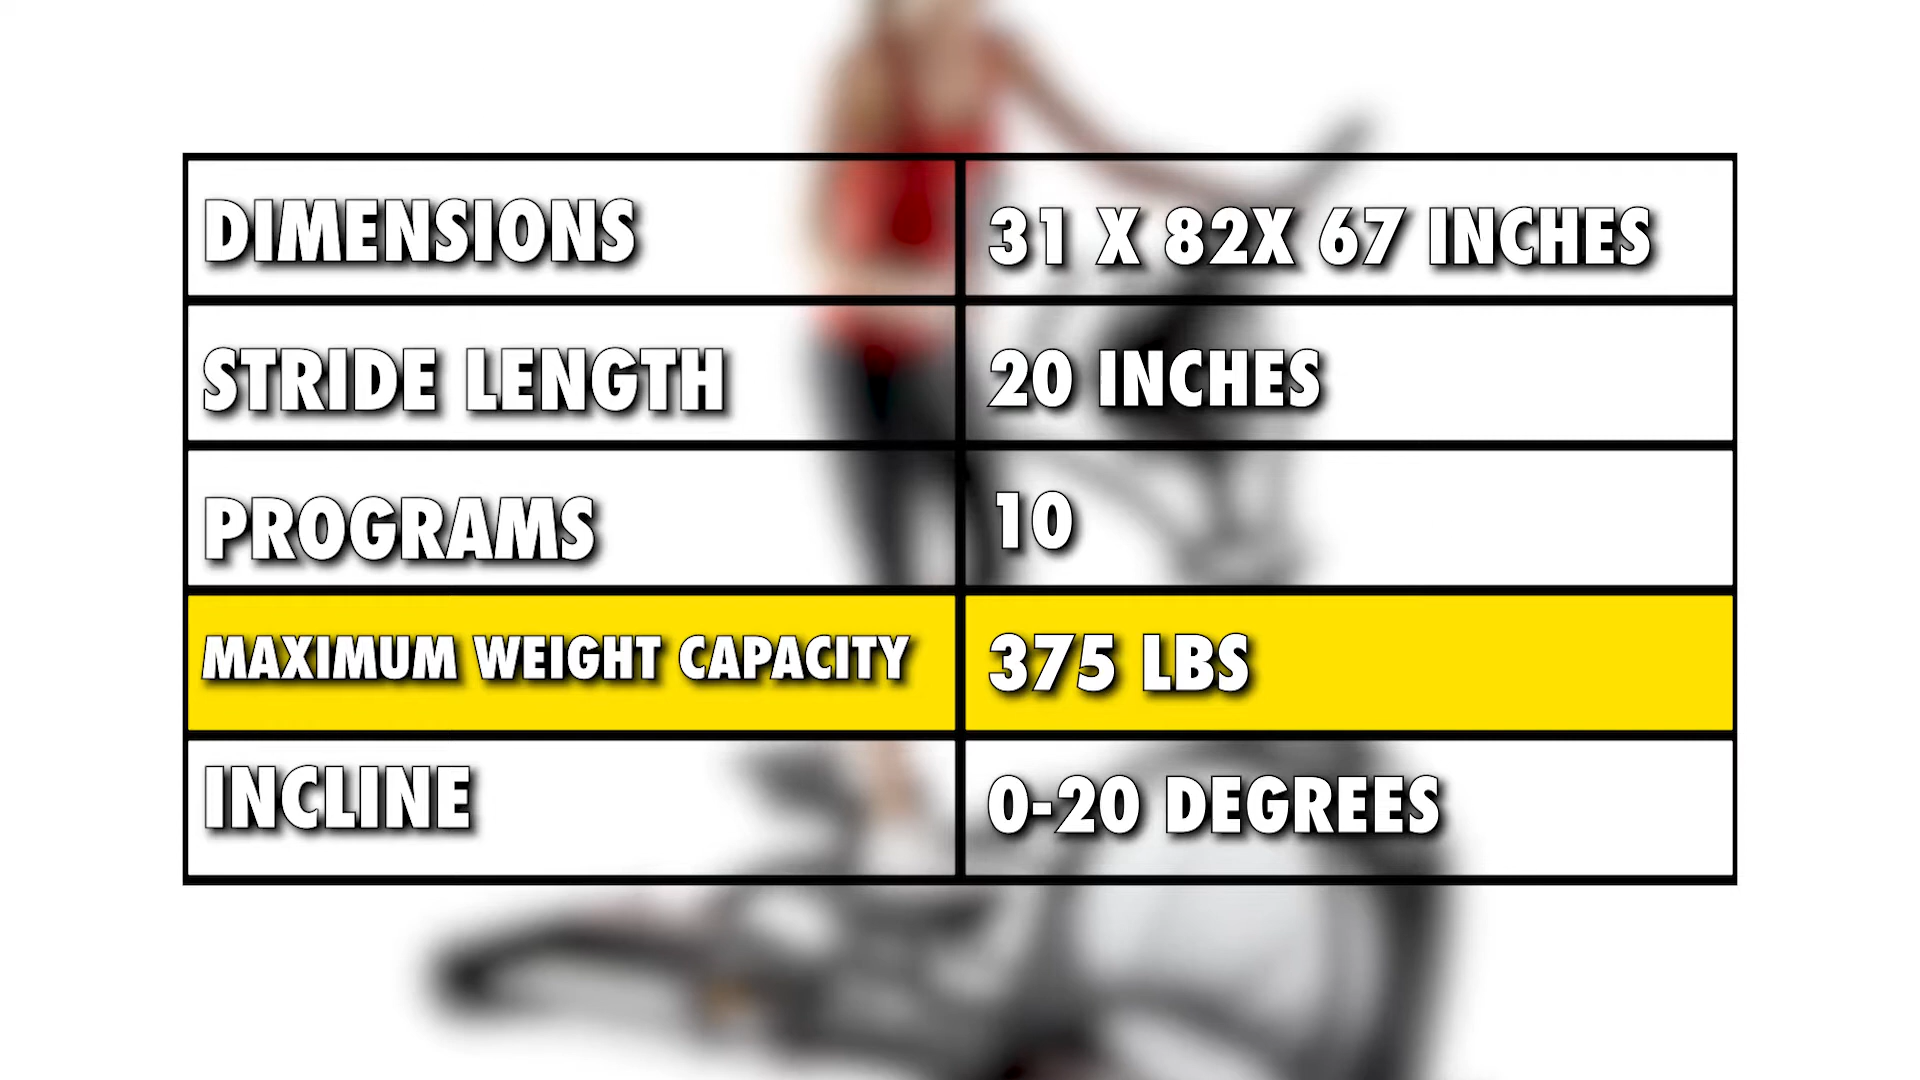 DIMENSIONS 31 X 82X 67 INCHES
STRIDE LENGTH 20 INCHES
PROGRAMS 10
MAXIMUM WEIGHT CAPACITY 375 LBS
INCLINE 0-20 DEGREES